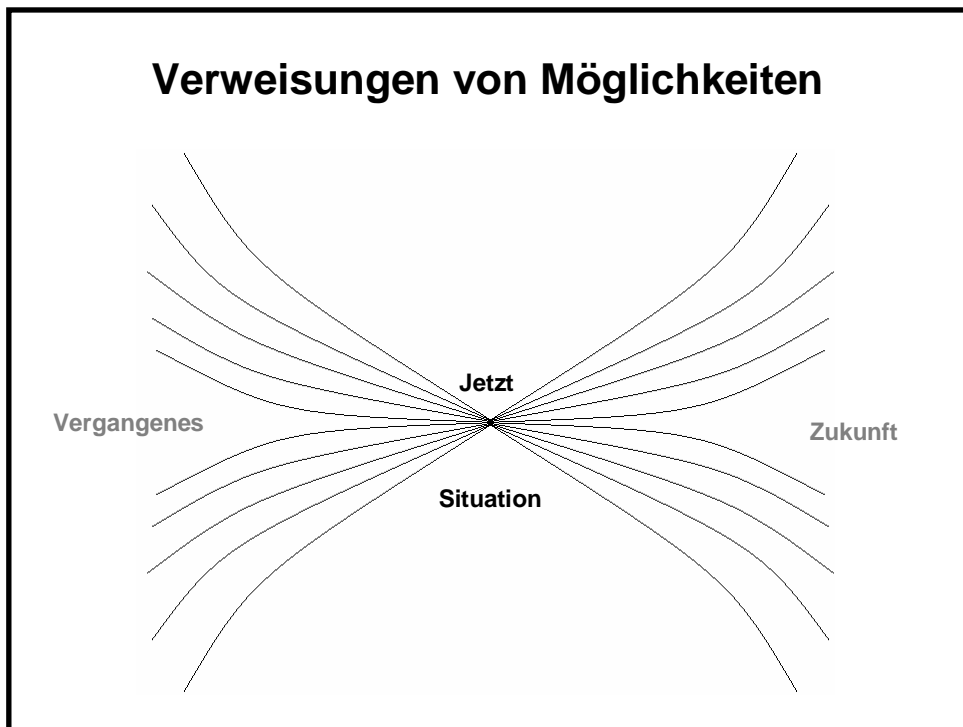 Verweisungen von Möglichkeiten
Jetzt
Vergangenes
Zukunft
Situation